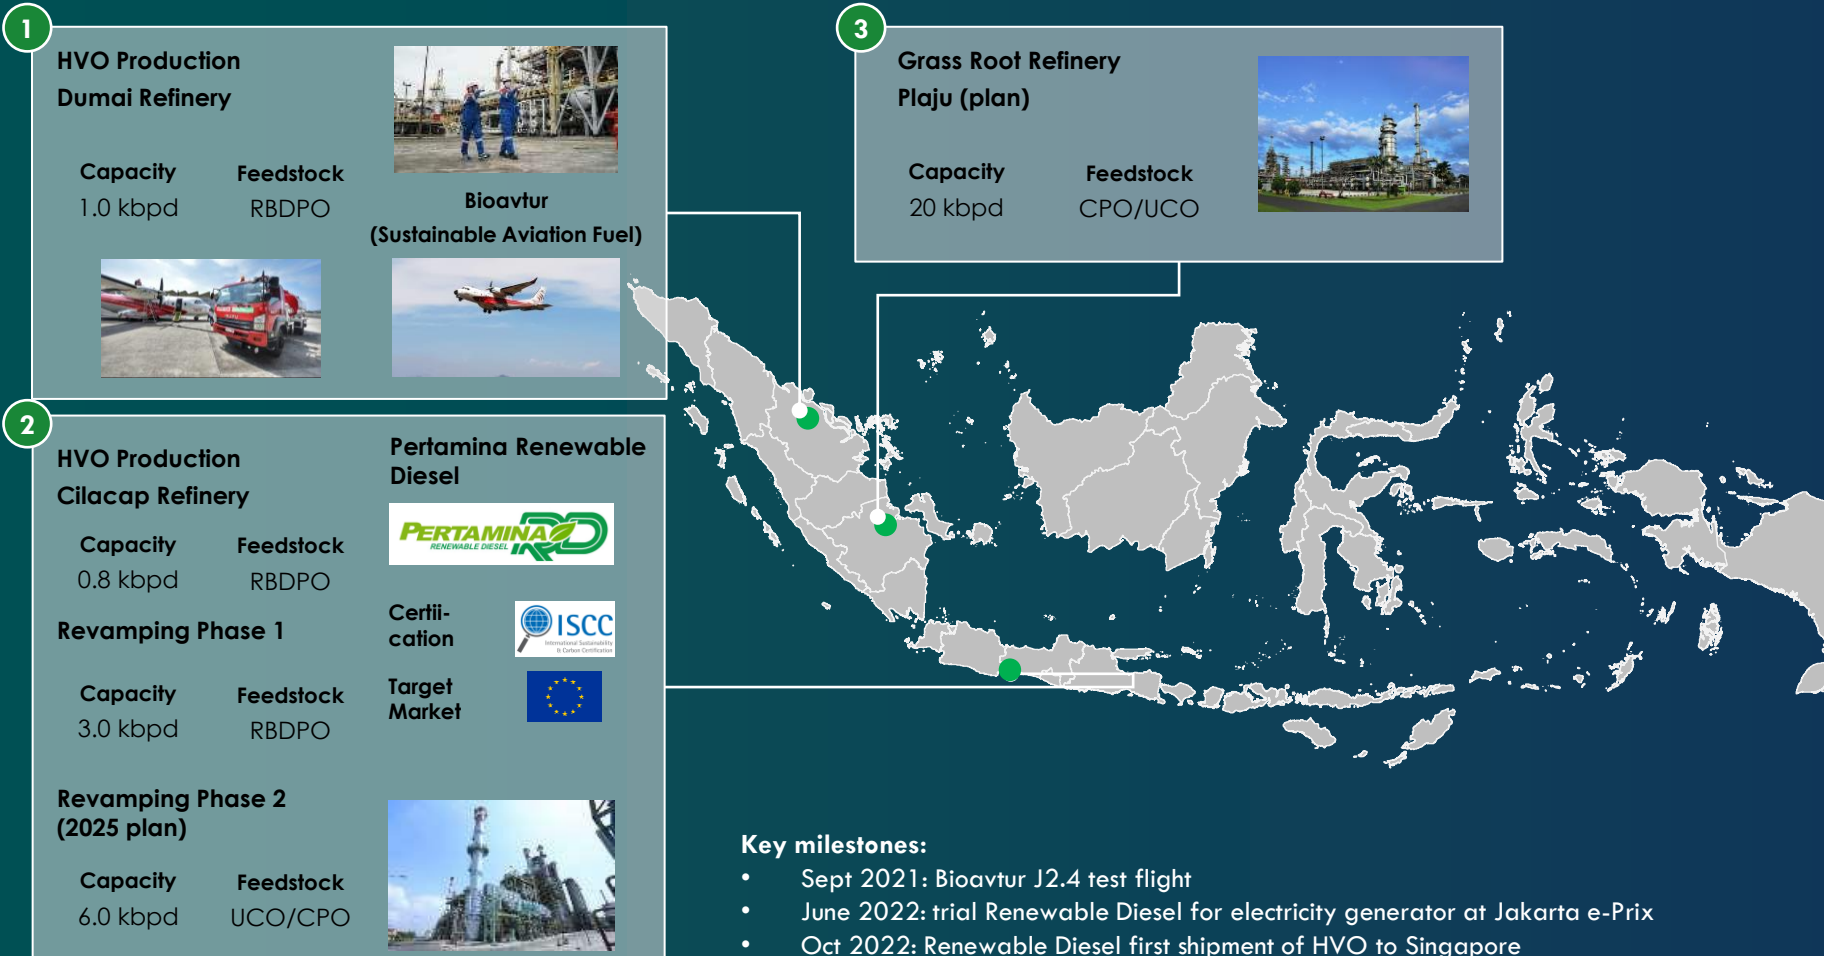 1
HVO Production
Dumai Refinery
Capacity
Feedstock
1.0 kbpd
RBDPO
Bioavtur
(Sustainable Aviation Fuel)
2
HVO Production
Cilacap Refinery
Capacity
Feedstock
0.8 kbpd
RBDPO
Revamping Phase 1
Capacity
Feedstock
3.0 kbpd
RBDPO
Revamping Phase 2
(2025 plan)
Capacity
Feedstock
6.0 kbpd
UCO/CPO
Pertamina Renewable
Diesel
PERTAMINA RD
RENEWABLE DIESEL
Certii-
cation
ISCC
International Sustainability
& Carbon Certification
Target
Market
3
Grass Root Refinery
Plaju (plan)
Capacity
Feedstock
20 kbpd
CPO/UCO
Key milestones:
• Sept 2021: Bioavtur J2.4 test flight
• June 2022: trial Renewable Diesel for electricity generator at Jakarta e-Prix
• Oct 2022: Renewable Diesel first shipment of HVO to Singapore